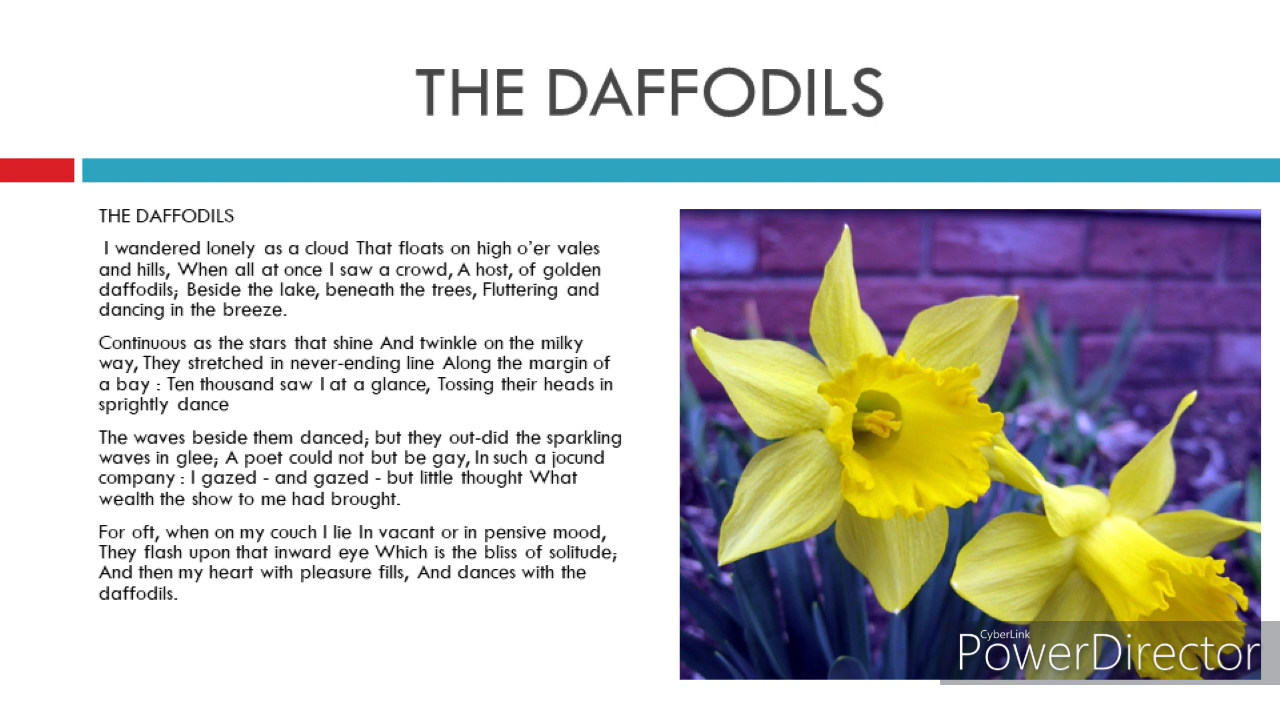 THE DAFFODILS
THE DAFFODILS
I wandered lonely as a cloud That floats on high o'er vales
and hills, When all at once I saw a crowd, A host, of golden
daffodils; Beside the lake, beneath the trees, Fluttering and
dancing in the breeze.
Continuous as the stars that shine And twinkle on the milky
way, They stretched in never-ending line Along the margin of
a bay : Ten thousand saw I at a glance, Tossing their heads in
sprightly dance
The waves beside them danced; but they out-did the sparkling
waves in glee; A poet could not but be gay, In such a jocund
company : I gazed - and gazed - but little thought What
wealth the show to me had brought.
For oft, when on my couch I lie In vacant or in pensive mood,
They flash upon that inward eye Which is the bliss of solitude;
And then my heart with pleasure fills, And dances with the
daffodils.
CyberLink
PowerDirector